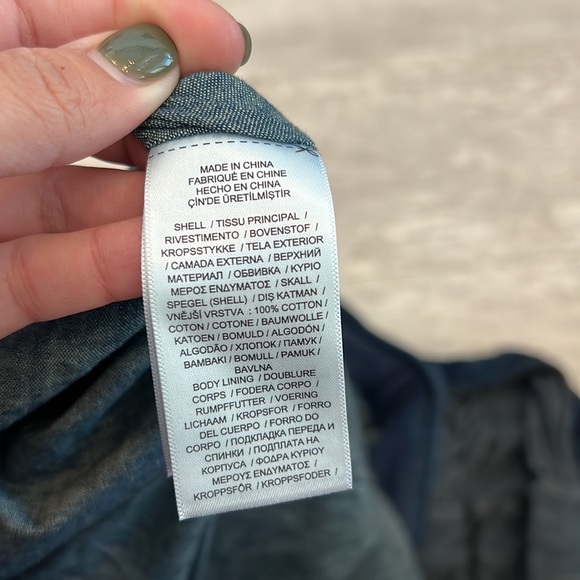 MADE IN CHINA
FABRIQUÉ EN CHINE
HECHO EN CHINA
ÇİN'DE ÜRETİLMİŞTİR
SHELL / TISSU PRINCIPAL /
RIVESTIMENTO / BOVENSTOF /
KROPSSTYKKE / TELA EXTERIOR
/ CAMADA EXTERNA / ВЕРХНИЙ
МАТЕРИАЛ / ОБВИВКА / ΚΥΡΙΟ
ΜΕΡΟΣ ΕΝΔΥΜΑΤΟΣ / SKALL /
SPEGEL (SHELL) / DIŞ KATMAN /
VNĚJŠÍ VRSTVA : 100% COTTON /
COTON / COTONE / BAUMWOLLE /
KATOEN / BOMULD / ALGODÓN /
ALGODÃO / ХЛОПОК / ПАМУК /
ΒΑΜΒΑΚΙ / BOMULL / PAMUK /
BAVLNA
BODY LINING / DOUBLURE
CORPS / FODERA CORPO /
RUMPFFUTTER / VOERING
LICHAAM / KROPSFOR / FORRO
DEL CUERPO / FORRO DO
CORPO / ПОДКЛАДКА ПЕРЕДА И
СПИНКИ / ПОДПЛАТА НА
КОРПУСА / ΦΟΔΡΑ ΚΥΡΙΟΥ
ΜΕΡΟΥΣ ΕΝΔΥΜΑΤΟΣ /
KROPPSFÔR / KROPPSFODER /